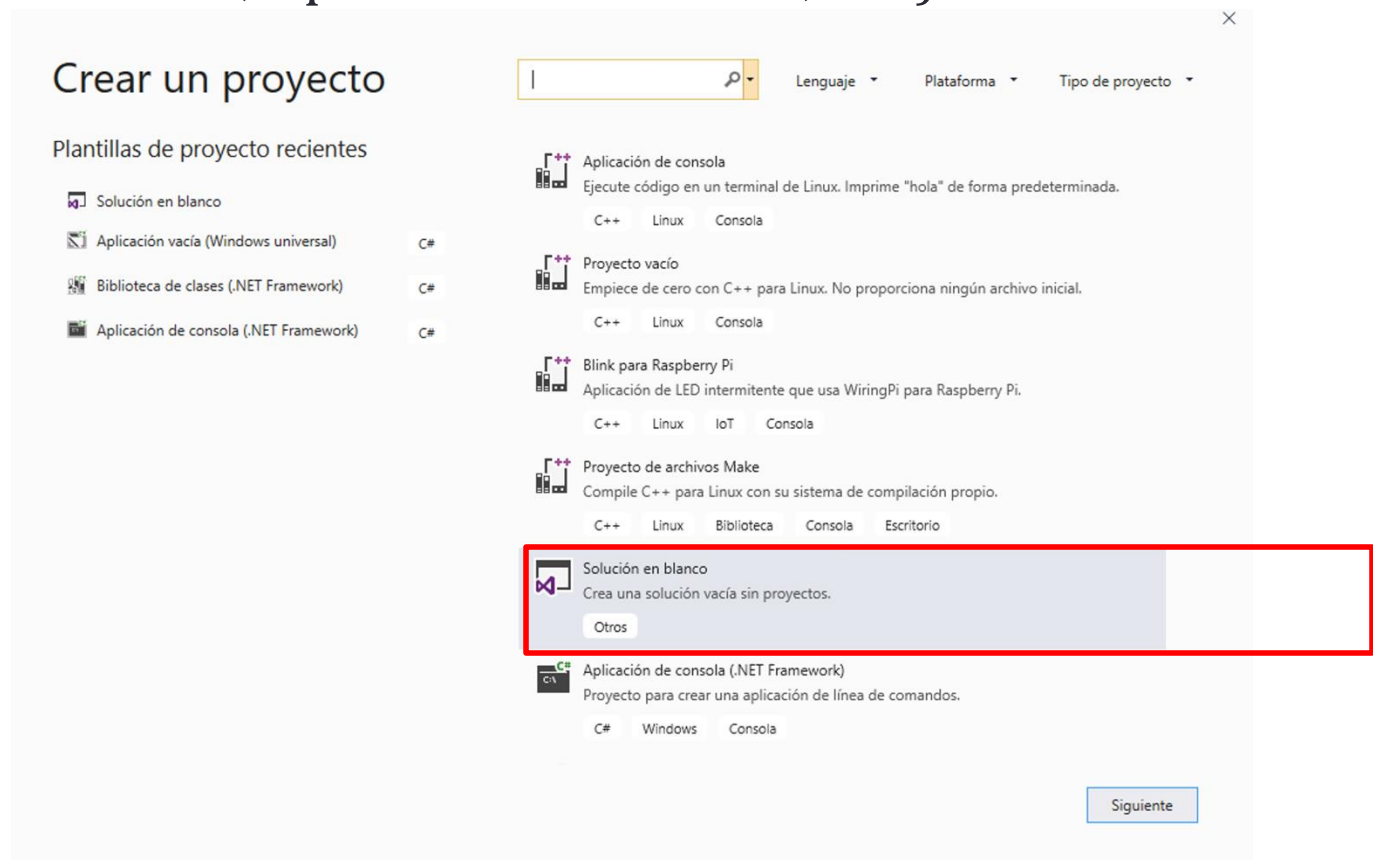 Crear un proyecto
Lenguaje
Plataforma
Tipo de proyecto
Plantillas de proyecto recientes
Solución en blanco
Aplicación vacía (Windows universal) C#
Biblioteca de clases (.NET Framework) C#
Aplicación de consola (.NET Framework) C#
Aplicación de consola
Ejecute código en un terminal de Linux. Imprime "hola" de forma predeterminada.
C++ Linux Consola
Proyecto vacío
Empiece de cero con C++ para Linux. No proporciona ningún archivo inicial.
C++ Linux Consola
Blink para Raspberry Pi
Aplicación de LED intermitente que usa WiringPi para Raspberry Pi.
C++ Linux IoT Consola
Proyecto de archivos Make
Compile C++ para Linux con su sistema de compilación propio.
C++ Linux Biblioteca Consola Escritorio
Solución en blanco
Crea una solución vacía sin proyectos.
Otros
Aplicación de consola (.NET Framework)
Proyecto para crear una aplicación de línea de comandos.
C# Windows Consola
Siguiente